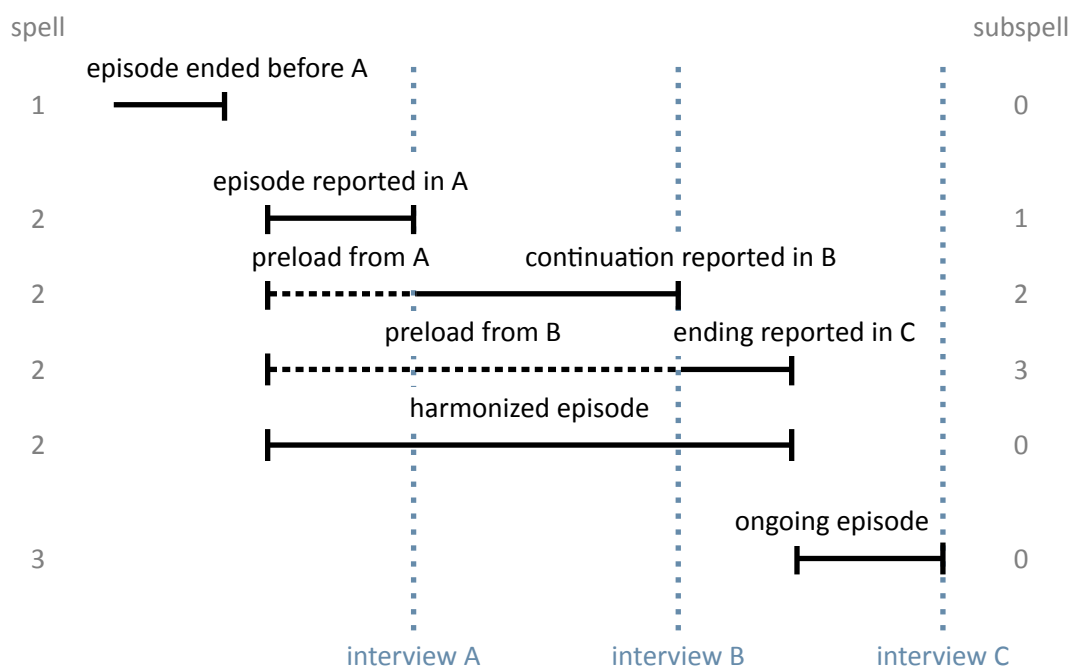 spell subspell
episode ended before A
1 0
episode reported in A
2 1
preload from A continuation reported in B
2 2
preload from B ending reported in C
2 3
harmonized episode
2 0
ongoing episode
3 0
interview A interview B interview C